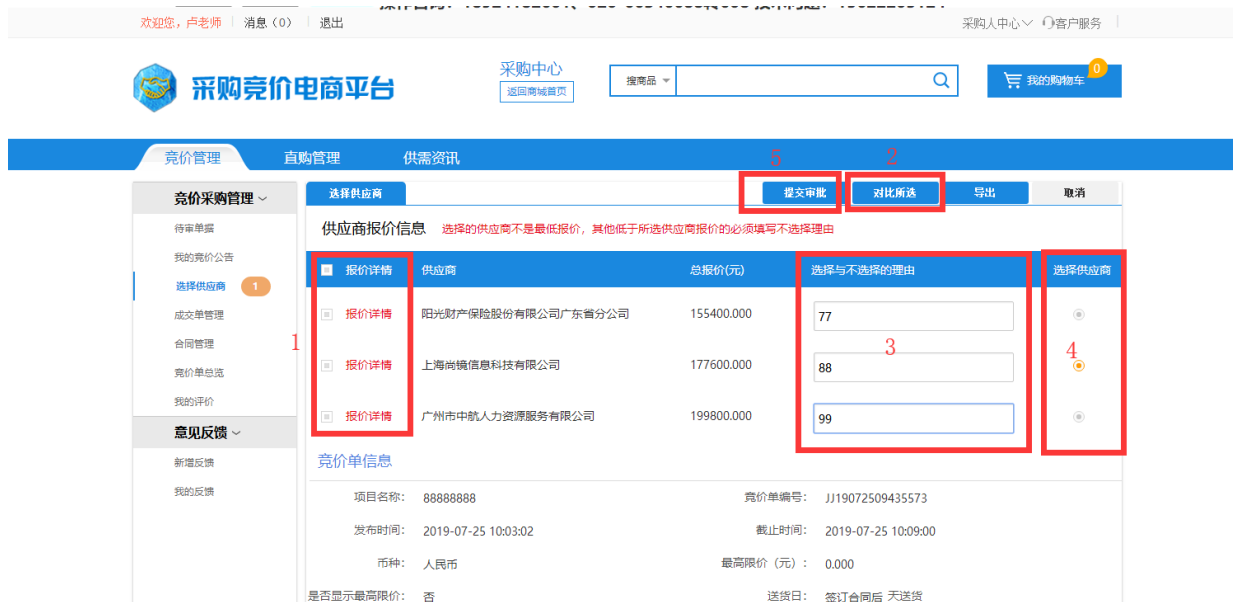 欢迎您，卢老师 消息（0） 退出 采购人中心 客户服务
采购竞价电商平台
采购中心
返回商城首页
搜商品
我的购物车
0
竞价管理 直购管理 供需资讯
5 2
竞价采购管理
待审单据
我的竞价公告
选择供应商 1
成交单管理
合同管理
竞价单总览
我的评价
意见反馈
新增反馈
我的反馈
选择供应商 提交审批 对比所选 导出 取消
供应商报价信息 选择的供应商不是最低报价，其他低于所选供应商报价的必须填写不选择理由
报价详情 供应商 总报价(元) 选择与不选择的理由 选择供应商
报价详情 阳光财产保险股份有限公司广东省分公司 155400.000 77
1 3 4
报价详情 上海尚镜信息科技有限公司 177600.000 88
报价详情 广州市中航人力资源服务有限公司 199800.000 99
竞价单信息
项目名称： 88888888 竞价单编号： JJ19072509435573
发布时间： 2019-07-25 10:03:02 截止时间： 2019-07-25 10:09:00
币种： 人民币 最高限价（元）： 0.000
是否显示最高限价： 否 送货日： 签订合同后 天送货